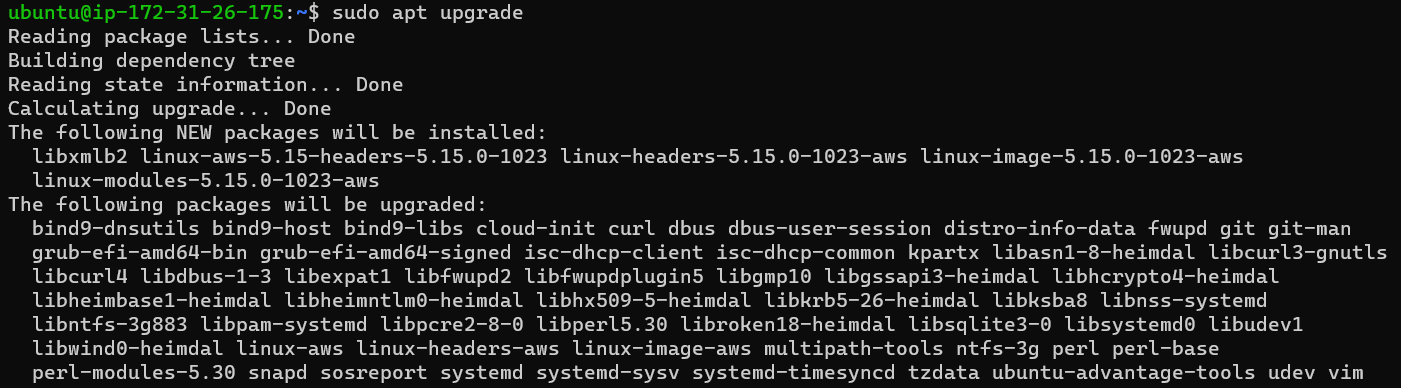 ubuntu@ip-172-31-26-175:~$ sudo apt upgrade
Reading package lists... Done
Building dependency tree
Reading state information... Done
Calculating upgrade... Done
The following NEW packages will be installed:
  libxmlb2 linux-aws-5.15-headers-5.15.0-1023 linux-headers-5.15.0-1023-aws linux-image-5.15.0-1023-aws
  linux-modules-5.15.0-1023-aws
The following packages will be upgraded:
  bind9-dnsutils bind9-host bind9-libs cloud-init curl dbus dbus-user-session distro-info-data fwupd git git-man
  grub-efi-amd64-bin grub-efi-amd64-signed isc-dhcp-client isc-dhcp-common kpartx libasn1-8-heimdal libcurl3-gnutls
  libcurl4 libdbus-1-3 libexpat1 libfwupd2 libfwupdplugin5 libgmp10 libgssapi3-heimdal libhcrypto4-heimdal
  libheimbase1-heimdal libheimntlm0-heimdal libhx509-5-heimdal libkrb5-26-heimdal libksba8 libnss-systemd
  libntfs-3g883 libpam-systemd libpcre2-8-0 libperl5.30 libroken18-heimdal libsqlite3-0 libsystemd0 libudev1
  libwind0-heimdal linux-aws linux-headers-aws linux-image-aws multipath-tools ntfs-3g perl perl-base
  perl-modules-5.30 snapd sosreport systemd systemd-sysv systemd-timesyncd tzdata ubuntu-advantage-tools udev vim